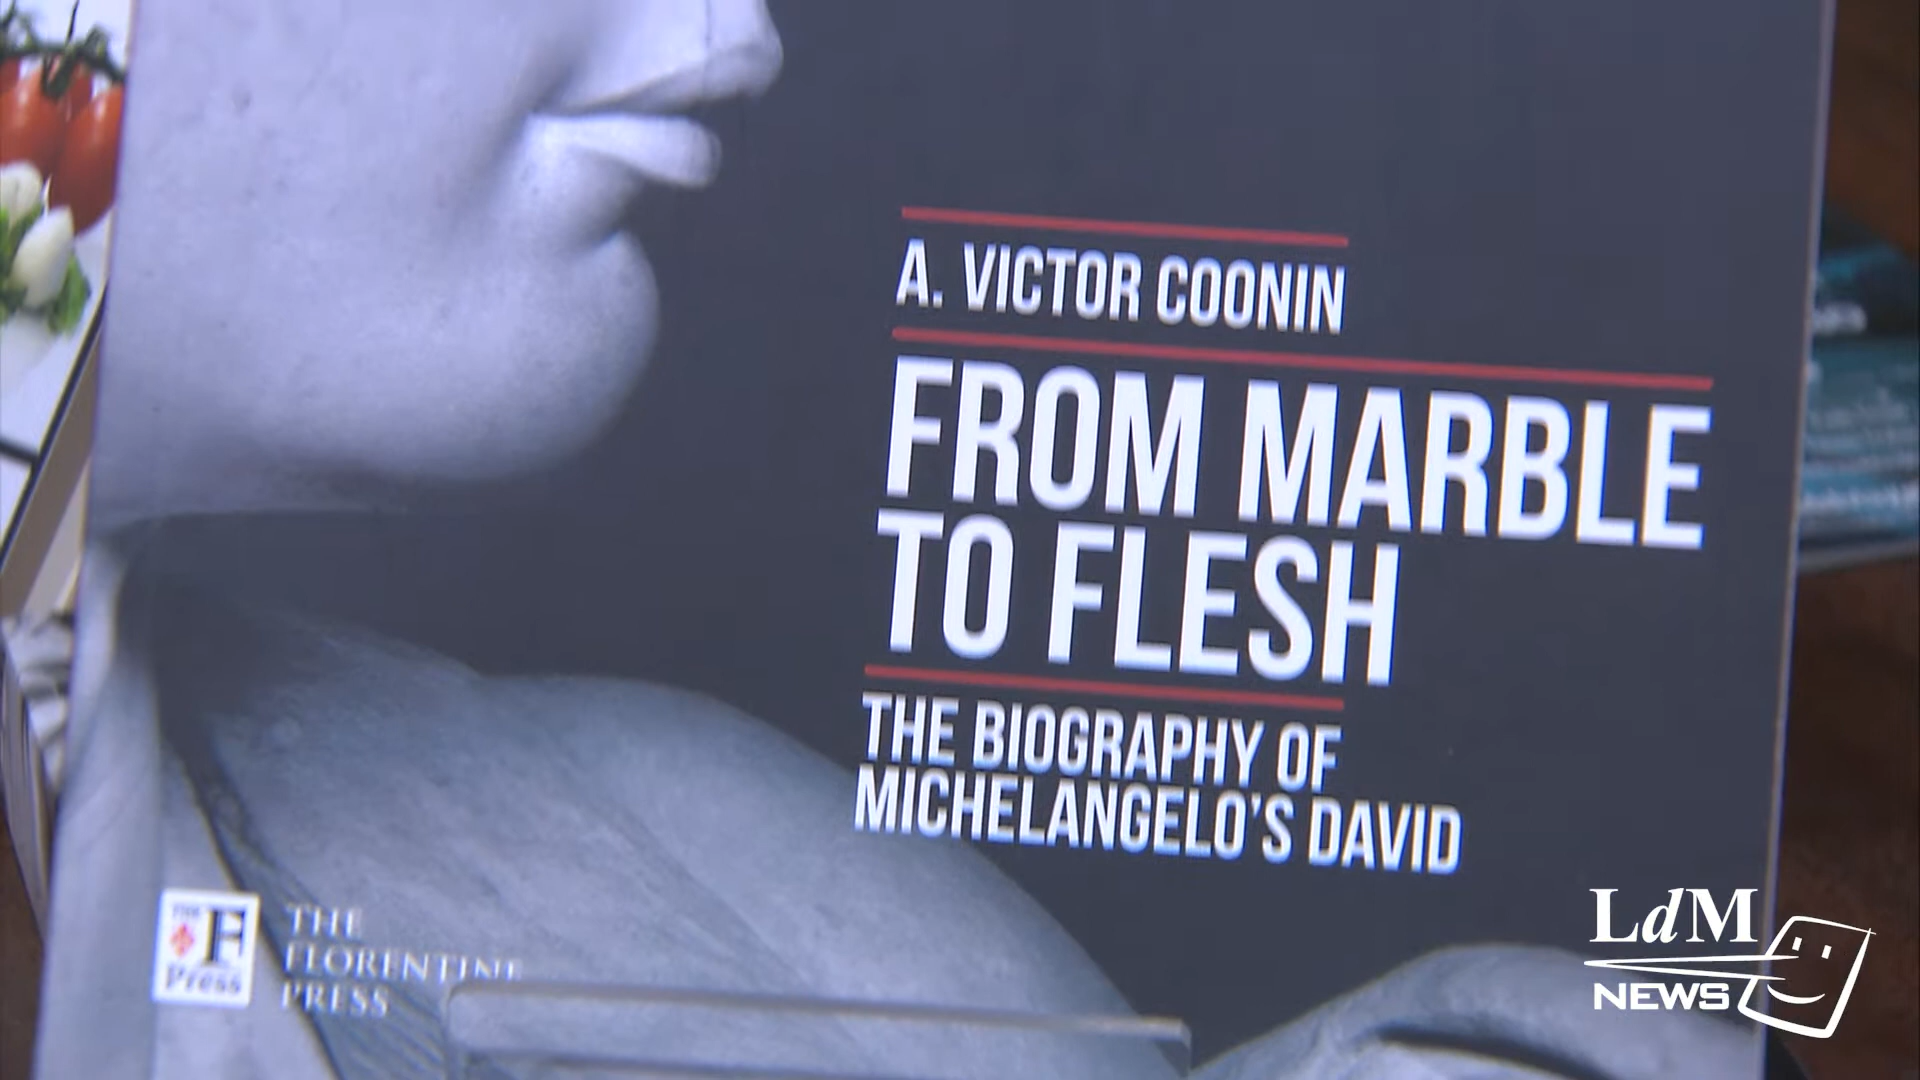 A. VICTOR COONIN
FROM MARBLE
TO FLESH
THE BIOGRAPHY OF
MICHELANGELO'S DAVID
THE
F
Press
THE
FLORENTINE
PRESS
LdM
NEWS